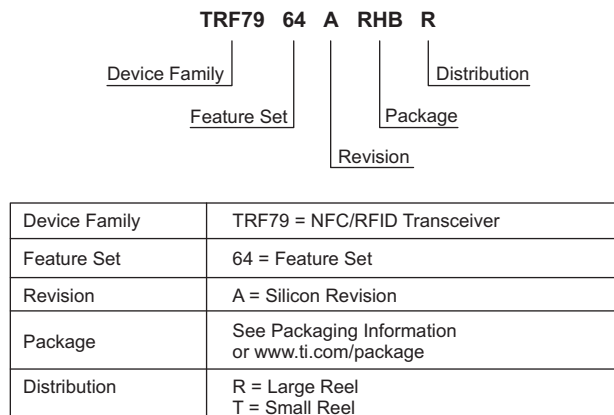 TRF79 64 A RHB R
Device Family
Distribution
Feature Set
Package
Revision
Device Family TRF79 = NFC/RFID Transceiver
Feature Set 64 = Feature Set
Revision A = Silicon Revision
Package See Packaging Information
or www.ti.com/package
Distribution R = Large Reel
T = Small Reel